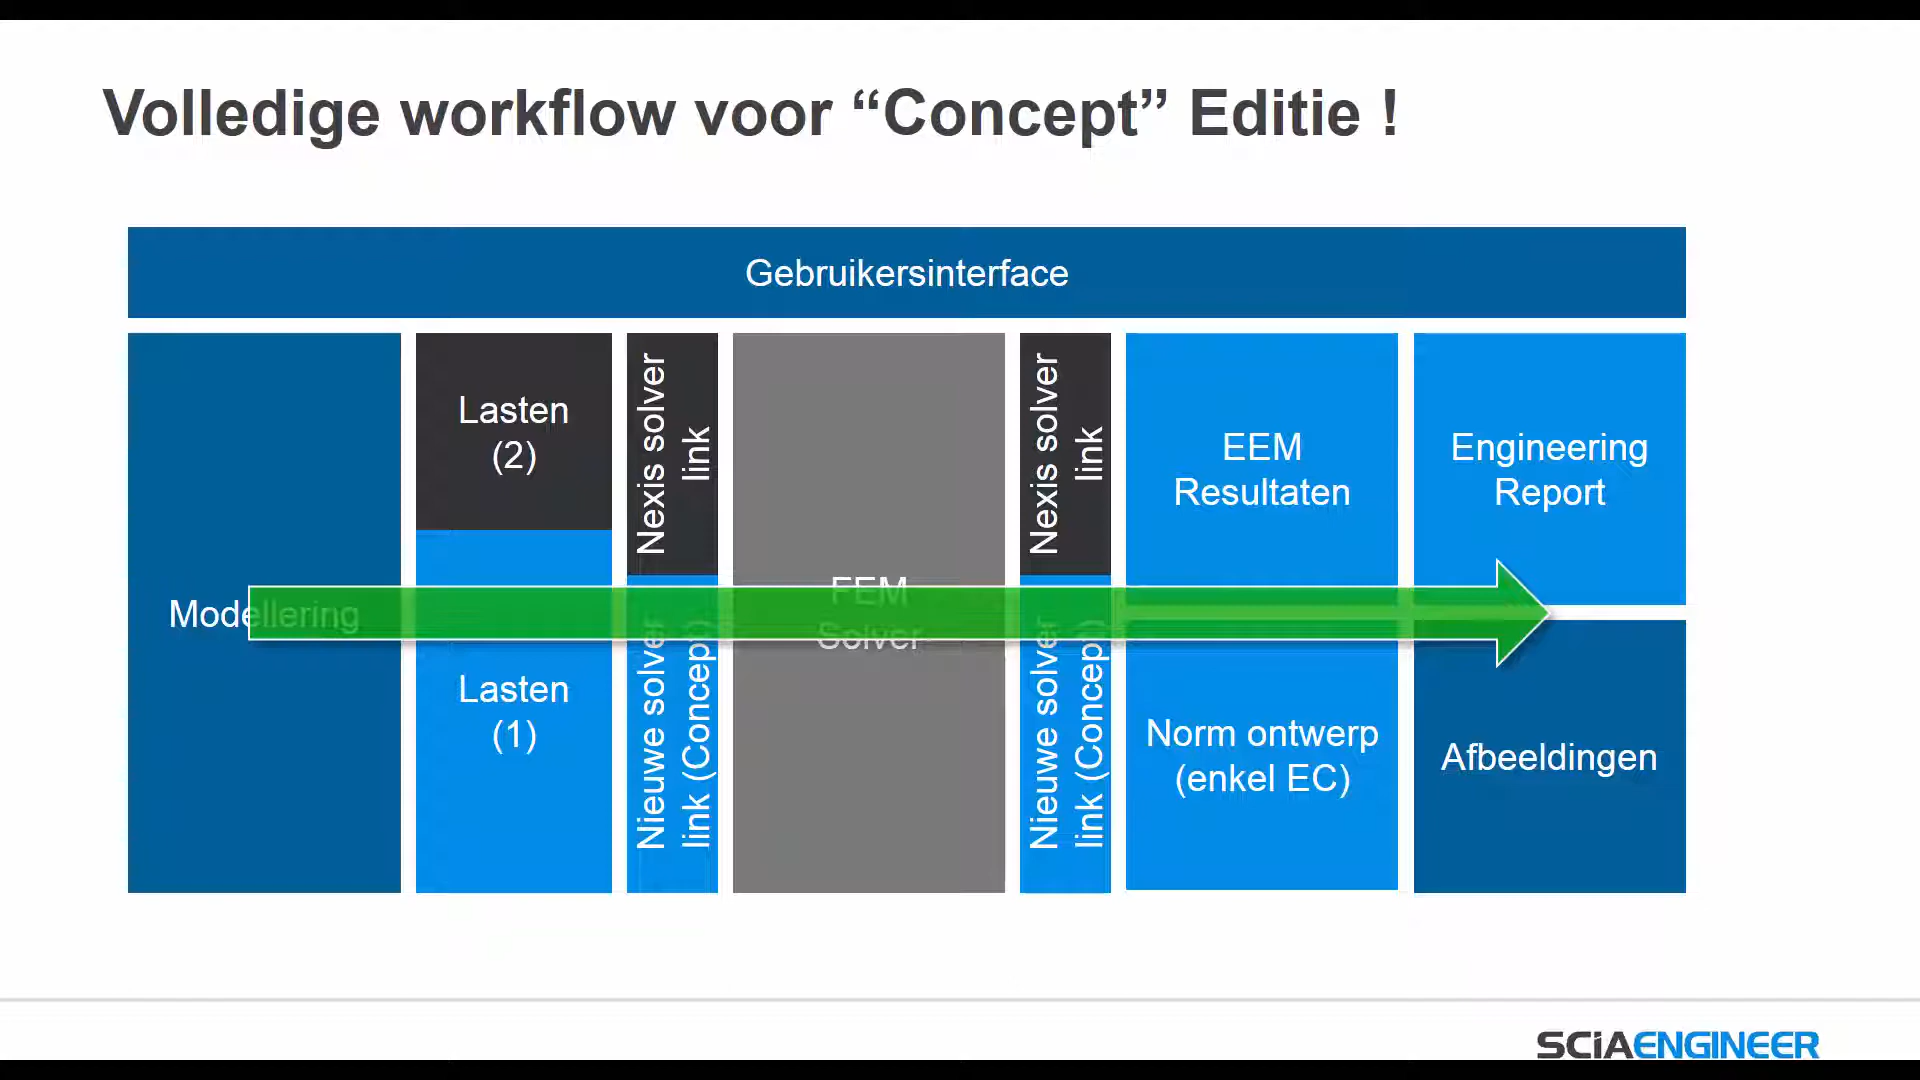 Volledige workflow voor “Concept” Editie !
Gebruikersinterface
Modellering
Lasten
(2)
Lasten
(1)
Nexis solver
link
Nieuwe solver
link (Concept)
FEM
Solver
Nexis solver
link
Nieuwe solver
link (Concept)
EEM
Resultaten
Norm ontwerp
(enkel EC)
Engineering
Report
Afbeeldingen
SCiAENGINEER